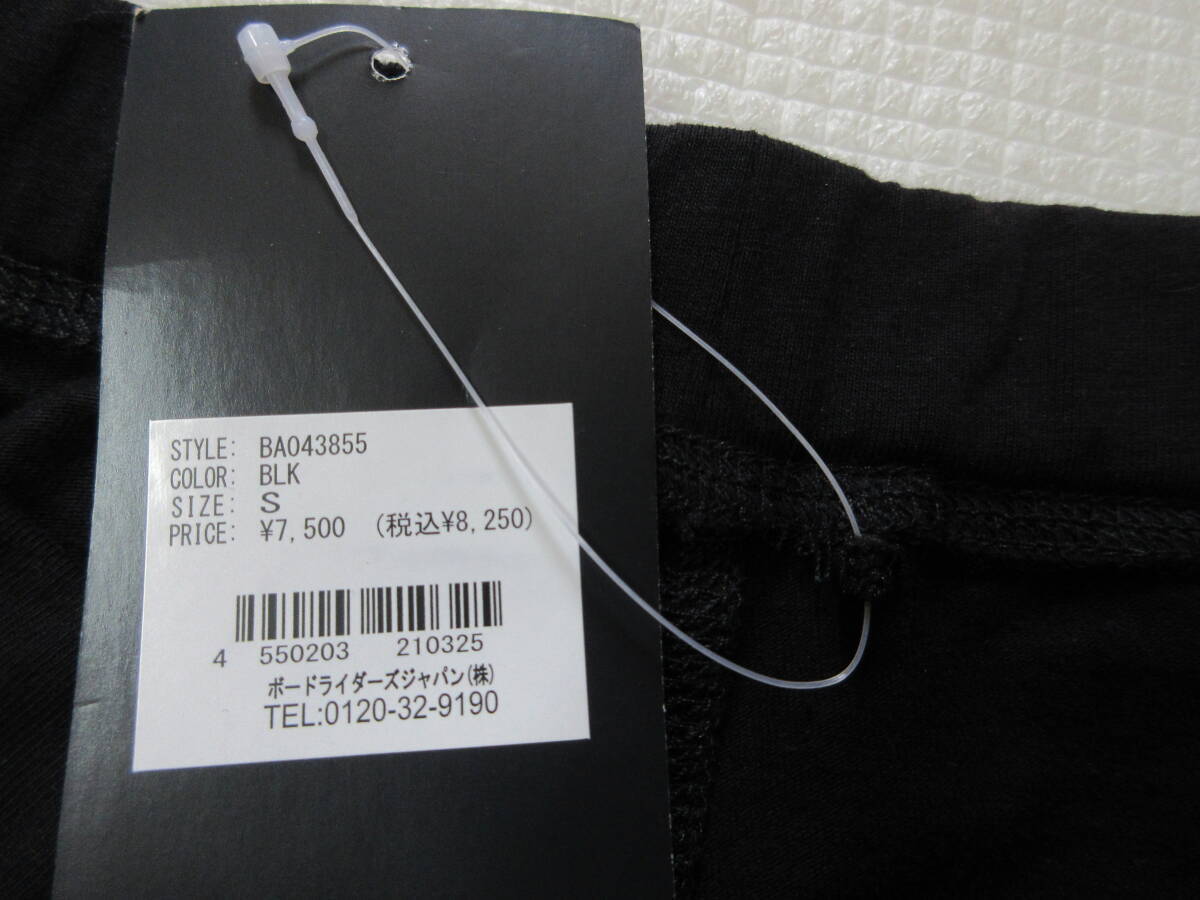 STYLE: BA043855
COLOR: BLK
SIZE: S
PRICE: ¥7,500 (税込¥8,250)
4 550203 210325
ボードライダーズジャパン(株)
TEL:0120-32-9190